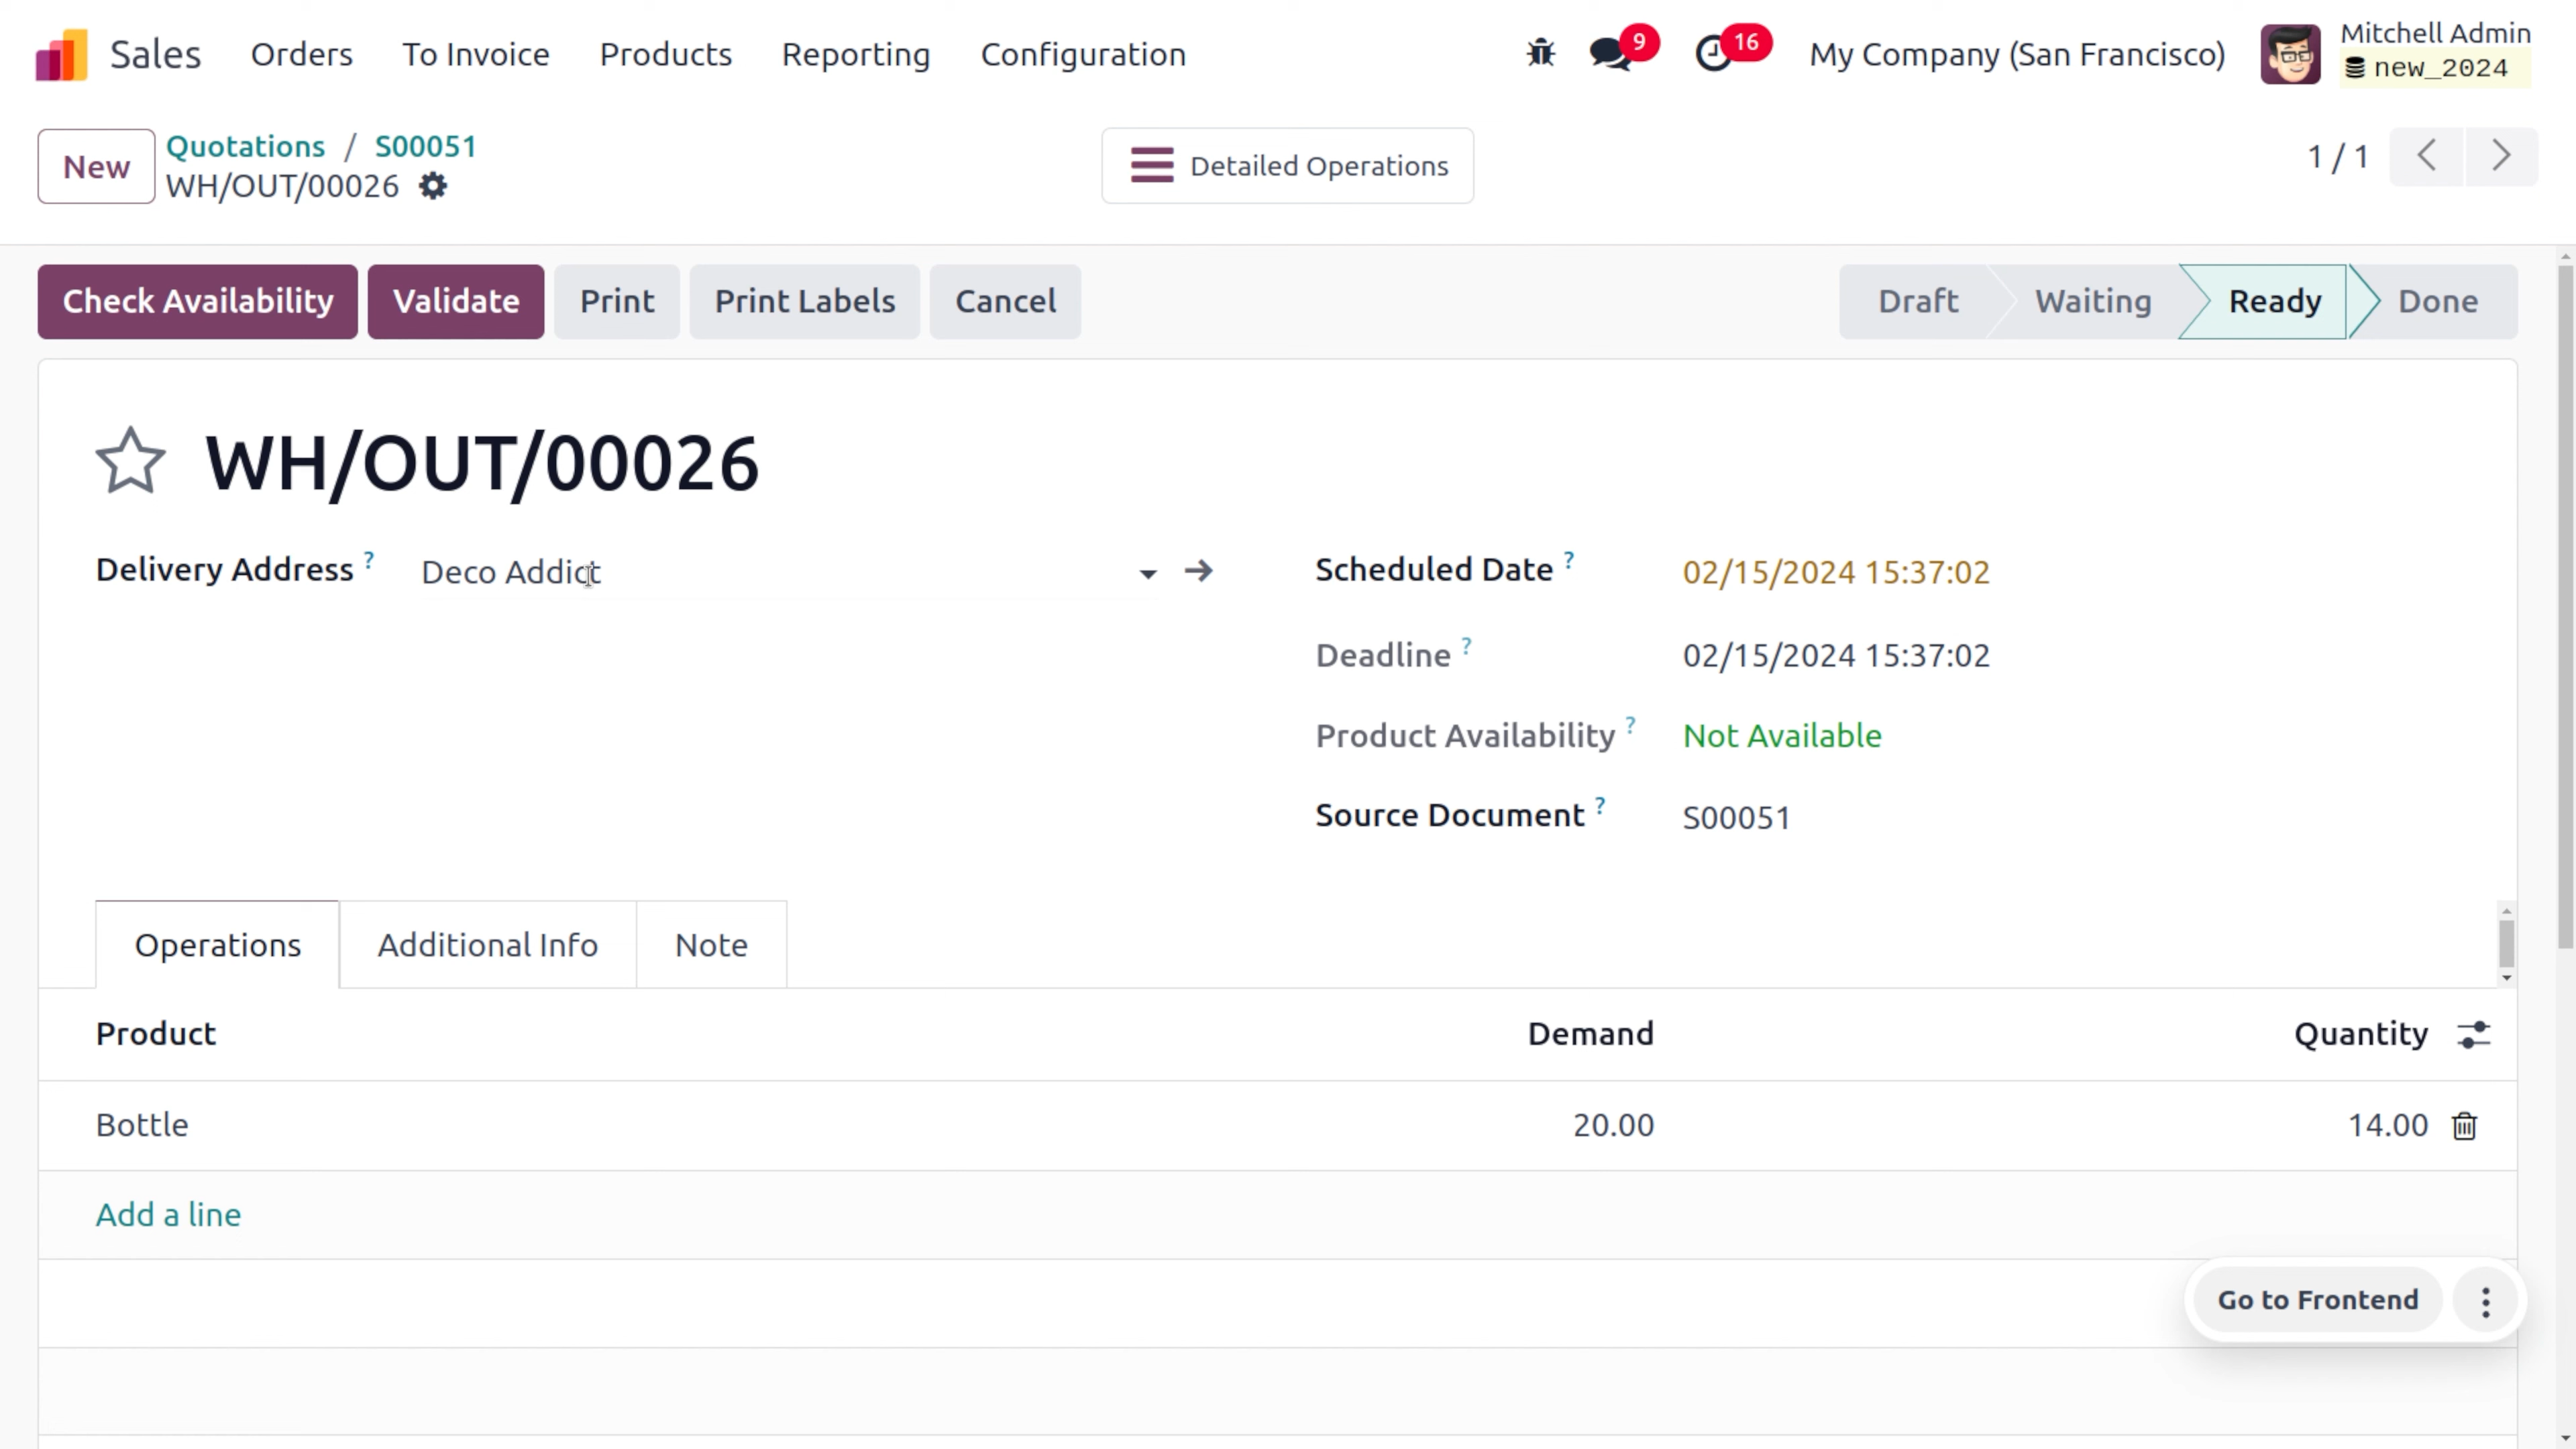 Sales Orders To Invoice Products Reporting Configuration 9 16 My Company (San Francisco) Mitchell Admin
new_2024
New Quotations / S00051 Detailed Operations 1 / 1
WH/OUT/00026
Check Availability Validate Print Print Labels Cancel Draft Waiting Ready Done
WH/OUT/00026
Delivery Address ? Deco Addict Scheduled Date ? 02/15/2024 15:37:02
Deadline ? 02/15/2024 15:37:02
Product Availability ? Not Available
Source Document ? S00051
Operations Additional Info Note
Product Demand Quantity
Bottle 20.00 14.00
Add a line
Go to Frontend